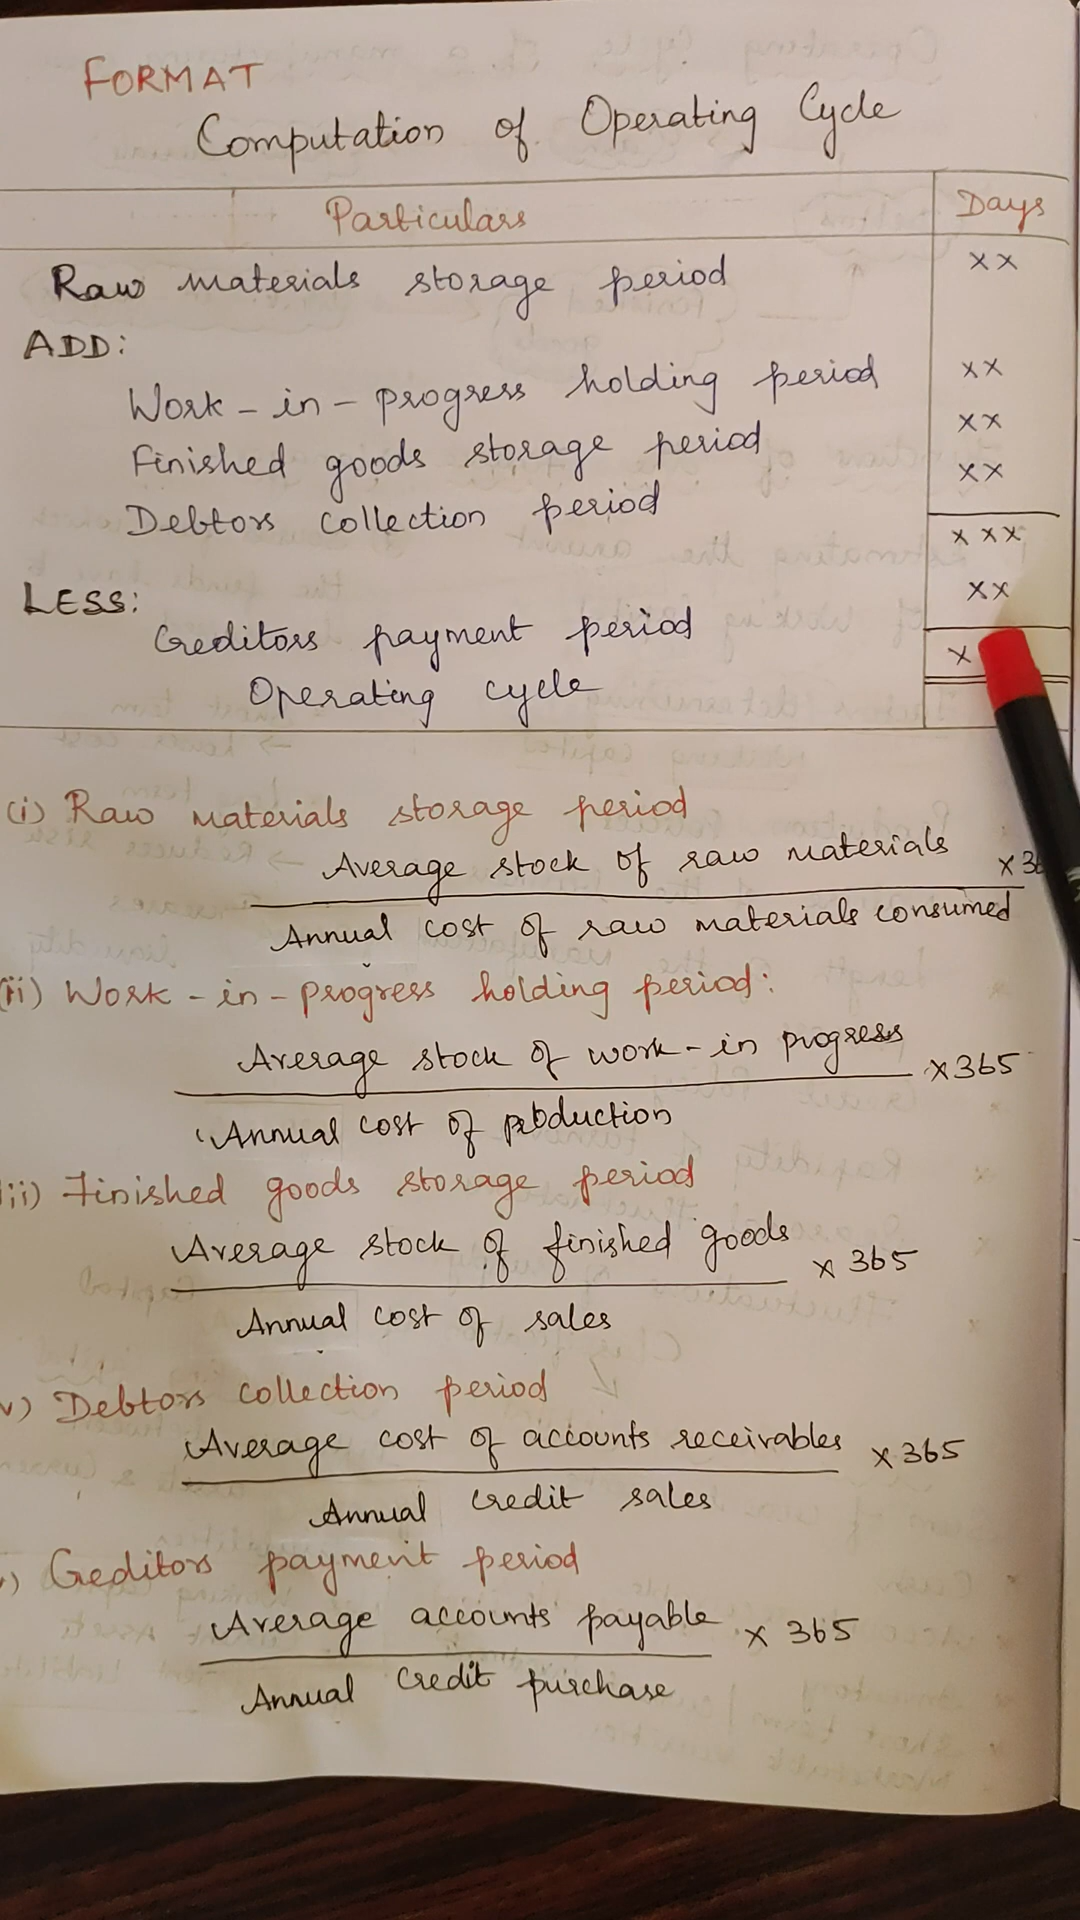 FORMAT
Computation of Operating Cycle
Particulars Days
Raw materials storage period xx
ADD:
Work-in-progress holding period xx
Finished goods storage period xx
Debtors collection period xx
xxx
LESS:
Creditors payment period xx
Operating cycle x
(i) Raw materials storage period
Average stock of raw materials x 36
Annual cost of raw materials consumed
(ii) Work-in-progress holding period:
Average stock of work-in progress x 365
Annual cost of production
iii) Finished goods storage period
Average stock of finished goods x 365
Annual cost of sales
v) Debtors collection period
Average cost of accounts receivables x 365
Annual credit sales
) Creditors payment period
Average accounts payable x 365
Annual credit purchase